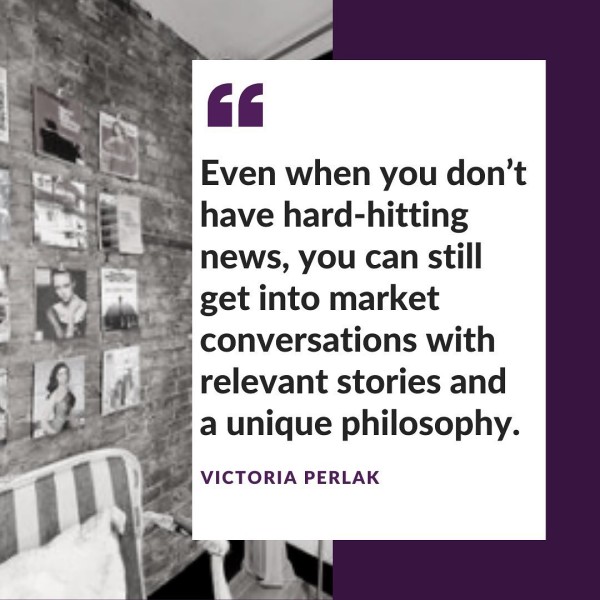 “
Even when you don’t
have hard-hitting
news, you can still
get into market
conversations with
relevant stories and
a unique philosophy.
VICTORIA PERLAK